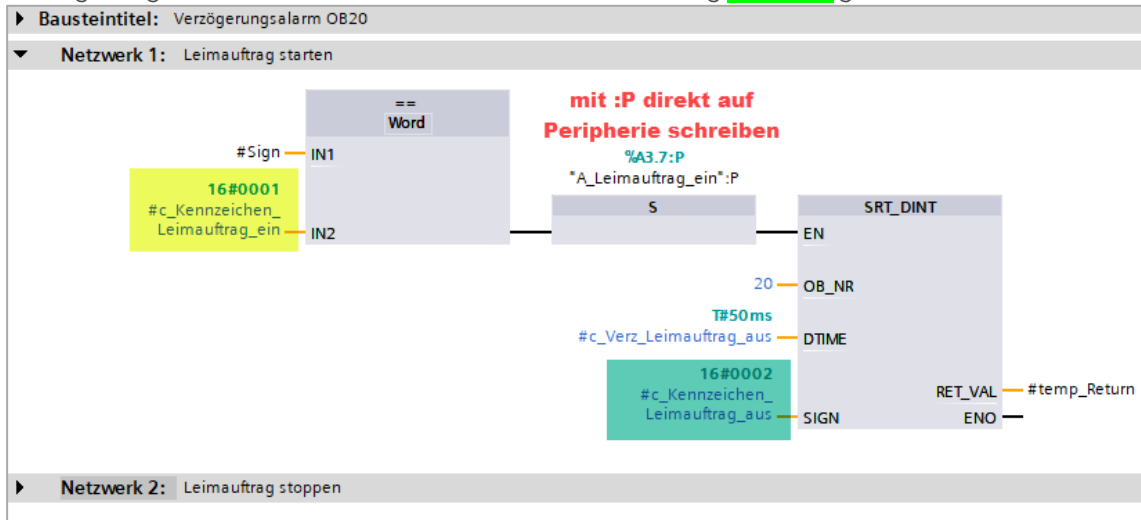 Bausteintitel: Verzögerungsalarm OB20
Netzwerk 1: Leimauftrag starten
==
Word
#Sign IN1
16#0001
#c_Kennzeichen_
Leimauftrag_ein IN2
mit :P direkt auf
Peripherie schreiben
%A3.7:P
"A_Leimauftrag_ein":P
S
SRT_DINT
EN
20 OB_NR
T#50ms
#c_Verz_Leimauftrag_aus DTIME
16#0002
#c_Kennzeichen_
Leimauftrag_aus SIGN
RET_VAL #temp_Return
ENO
Netzwerk 2: Leimauftrag stoppen